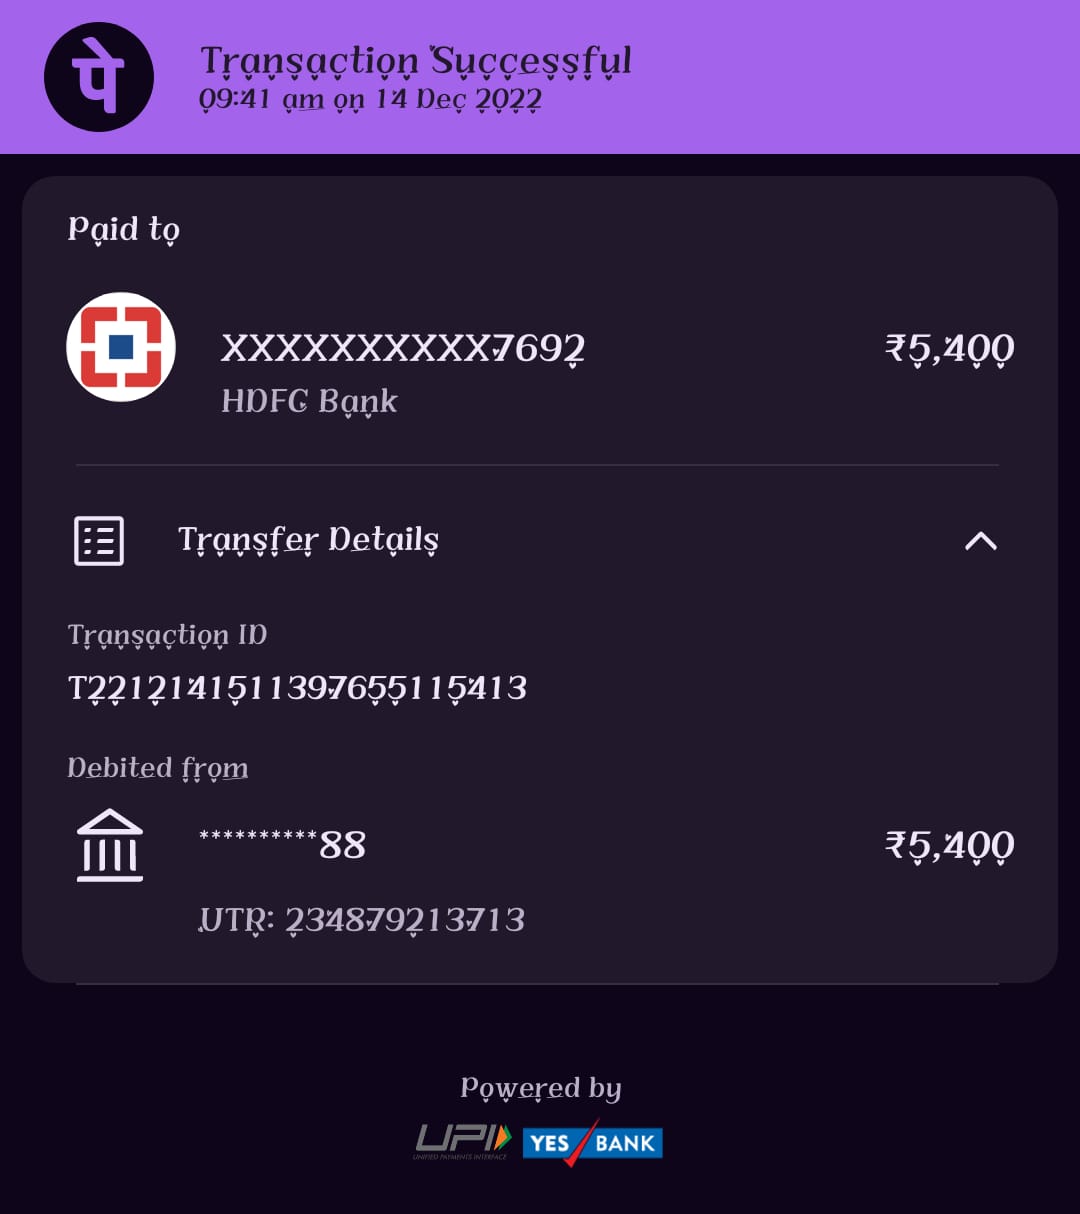 पे
Transaction Successful
09:41 am on 14 Dec 2022
Paid to
XXXXXXXXXX7692
₹5,400
HDFC Bank
Transfer Details
Transaction ID
T2212141511397655115413
Debited from
**********88
₹5,400
UTR: 234879213713
Powered by
UPI YES BANK
UNIFIED PAYMENTS INTERFACE